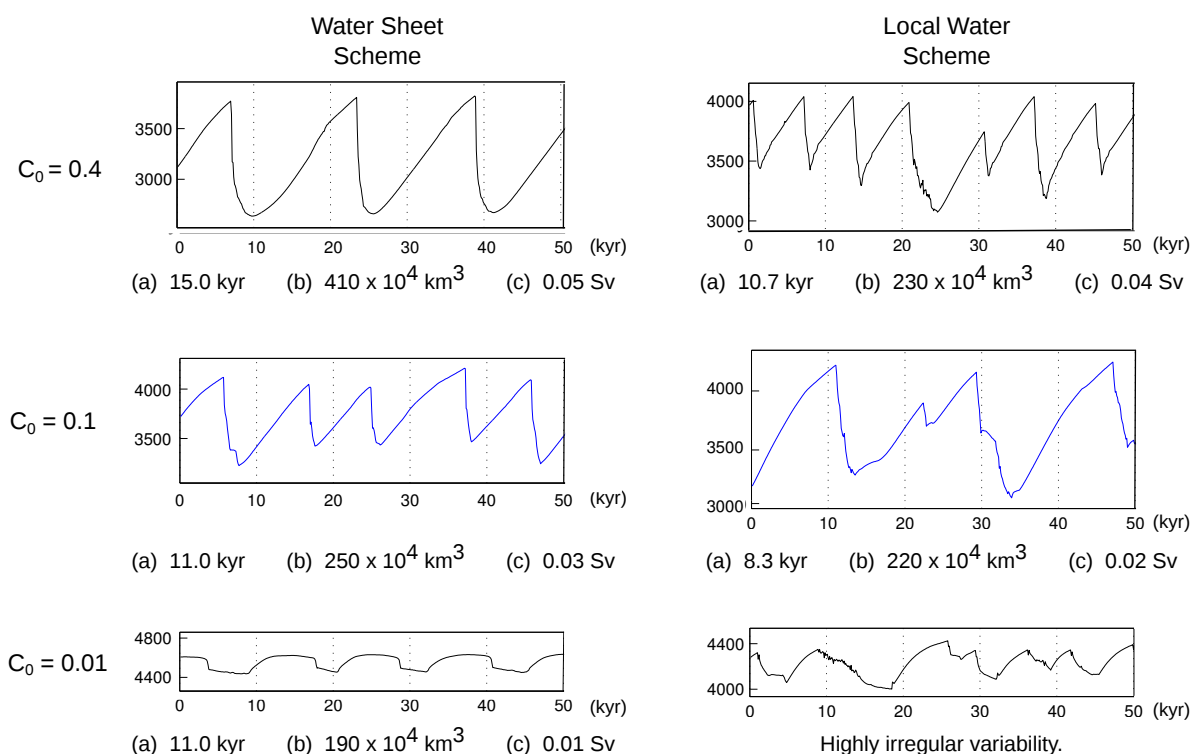 Water Sheet
Scheme
Local Water
Scheme
C₀ = 0.4
3500
3000
0 10 20 30 40 50 (kyr)
(a) 15.0 kyr (b) 410 x 10⁴ km³ (c) 0.05 Sv
4000
3500
3000
0 10 20 30 40 50 (kyr)
(a) 10.7 kyr (b) 230 x 10⁴ km³ (c) 0.04 Sv
C₀ = 0.1
4000
3500
0 10 20 30 40 50 (kyr)
(a) 11.0 kyr (b) 250 x 10⁴ km³ (c) 0.03 Sv
4000
3500
3000
0 10 20 30 40 50 (kyr)
(a) 8.3 kyr (b) 220 x 10⁴ km³ (c) 0.02 Sv
C₀ = 0.01
4800
4400
0 10 20 30 40 50 (kyr)
(a) 11.0 kyr (b) 190 x 10⁴ km³ (c) 0.01 Sv
4400
4000
0 10 20 30 40 50 (kyr)
Highly irregular variability.